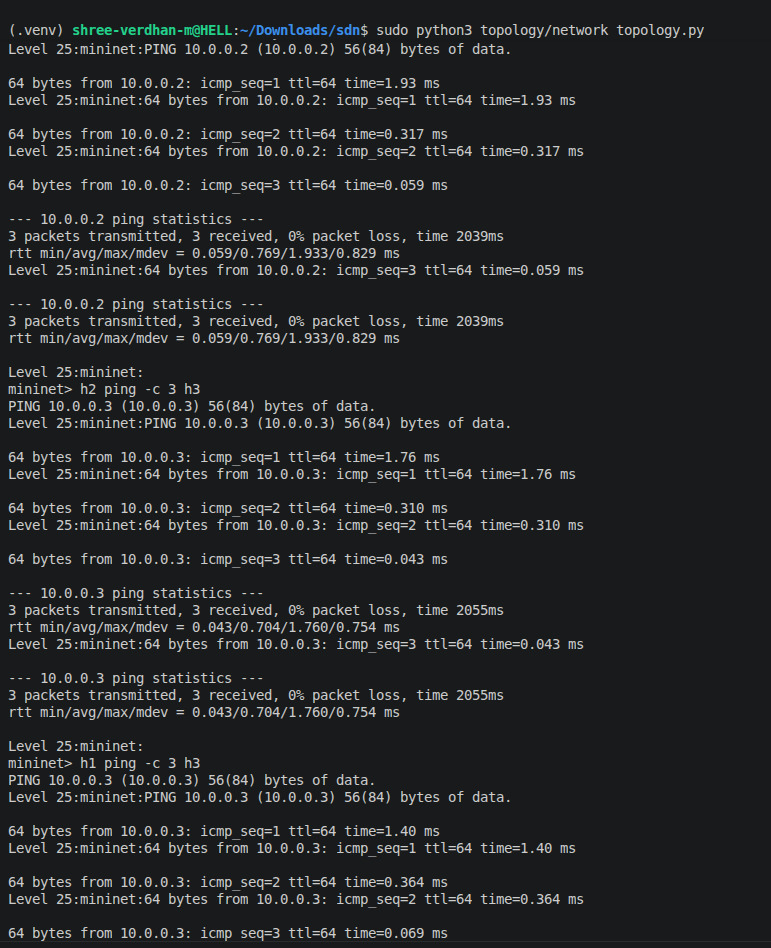 (.venv) shree-verdhan-m@HELL:~/Downloads/sdn$ sudo python3 topology/network topology.py
Level 25:mininet:PING 10.0.0.2 (10.0.0.2) 56(84) bytes of data.
64 bytes from 10.0.0.2: icmp_seq=1 ttl=64 time=1.93 ms
Level 25:mininet:64 bytes from 10.0.0.2: icmp_seq=1 ttl=64 time=1.93 ms
64 bytes from 10.0.0.2: icmp_seq=2 ttl=64 time=0.317 ms
Level 25:mininet:64 bytes from 10.0.0.2: icmp_seq=2 ttl=64 time=0.317 ms
64 bytes from 10.0.0.2: icmp_seq=3 ttl=64 time=0.059 ms
--- 10.0.0.2 ping statistics ---
3 packets transmitted, 3 received, 0% packet loss, time 2039ms
rtt min/avg/max/mdev = 0.059/0.769/1.933/0.829 ms
Level 25:mininet:64 bytes from 10.0.0.2: icmp_seq=3 ttl=64 time=0.059 ms
--- 10.0.0.2 ping statistics ---
3 packets transmitted, 3 received, 0% packet loss, time 2039ms
rtt min/avg/max/mdev = 0.059/0.769/1.933/0.829 ms
Level 25:mininet:
mininet> h2 ping -c 3 h3
PING 10.0.0.3 (10.0.0.3) 56(84) bytes of data.
Level 25:mininet:PING 10.0.0.3 (10.0.0.3) 56(84) bytes of data.
64 bytes from 10.0.0.3: icmp_seq=1 ttl=64 time=1.76 ms
Level 25:mininet:64 bytes from 10.0.0.3: icmp_seq=1 ttl=64 time=1.76 ms
64 bytes from 10.0.0.3: icmp_seq=2 ttl=64 time=0.310 ms
Level 25:mininet:64 bytes from 10.0.0.3: icmp_seq=2 ttl=64 time=0.310 ms
64 bytes from 10.0.0.3: icmp_seq=3 ttl=64 time=0.043 ms
--- 10.0.0.3 ping statistics ---
3 packets transmitted, 3 received, 0% packet loss, time 2055ms
rtt min/avg/max/mdev = 0.043/0.704/1.760/0.754 ms
Level 25:mininet:64 bytes from 10.0.0.3: icmp_seq=3 ttl=64 time=0.043 ms
--- 10.0.0.3 ping statistics ---
3 packets transmitted, 3 received, 0% packet loss, time 2055ms
rtt min/avg/max/mdev = 0.043/0.704/1.760/0.754 ms
Level 25:mininet:
mininet> h1 ping -c 3 h3
PING 10.0.0.3 (10.0.0.3) 56(84) bytes of data.
Level 25:mininet:PING 10.0.0.3 (10.0.0.3) 56(84) bytes of data.
64 bytes from 10.0.0.3: icmp_seq=1 ttl=64 time=1.40 ms
Level 25:mininet:64 bytes from 10.0.0.3: icmp_seq=1 ttl=64 time=1.40 ms
64 bytes from 10.0.0.3: icmp_seq=2 ttl=64 time=0.364 ms
Level 25:mininet:64 bytes from 10.0.0.3: icmp_seq=2 ttl=64 time=0.364 ms
64 bytes from 10.0.0.3: icmp seq=3 ttl=64 time=0.069 ms